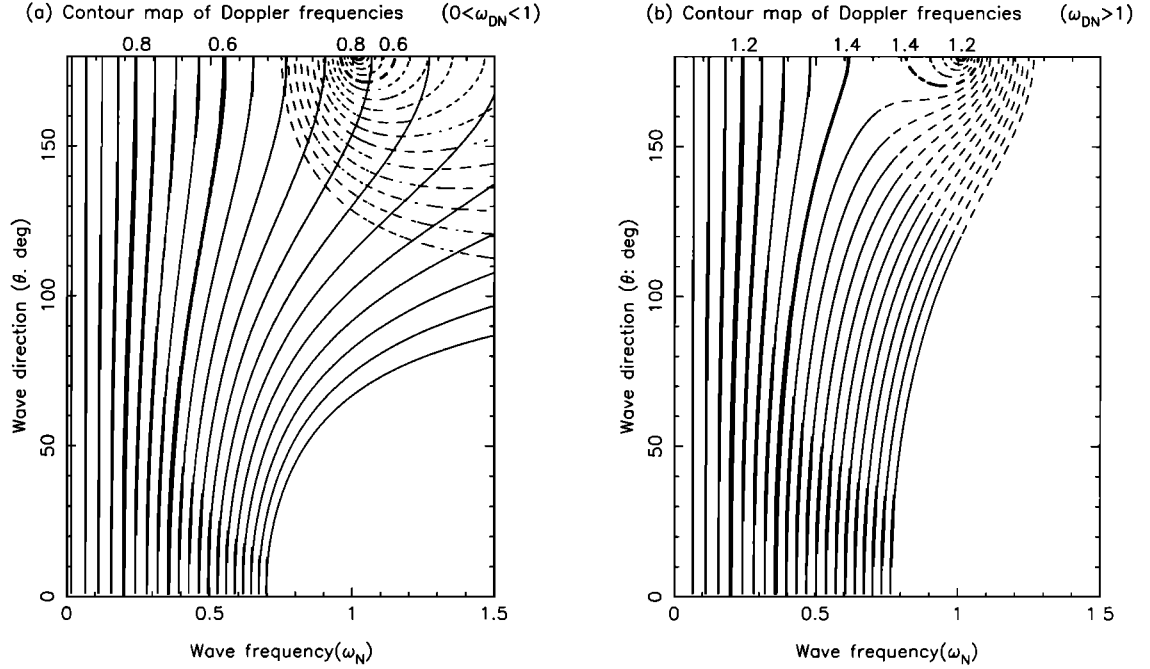 (a) Contour map of Doppler frequencies (0<ω_DN<1)
0.8 0.6 0.8 0.6
150
100
50
0
Wave direction (θ. deg)
0 0.5 1 1.5
Wave frequency(ω_N)
(b) Contour map of Doppler frequencies (ω_DN>1)
1.2 1.4 1.4 1.2
150
100
50
0
Wave direction (θ: deg)
0 0.5 1 1 5
Wave frequency(ω_N)